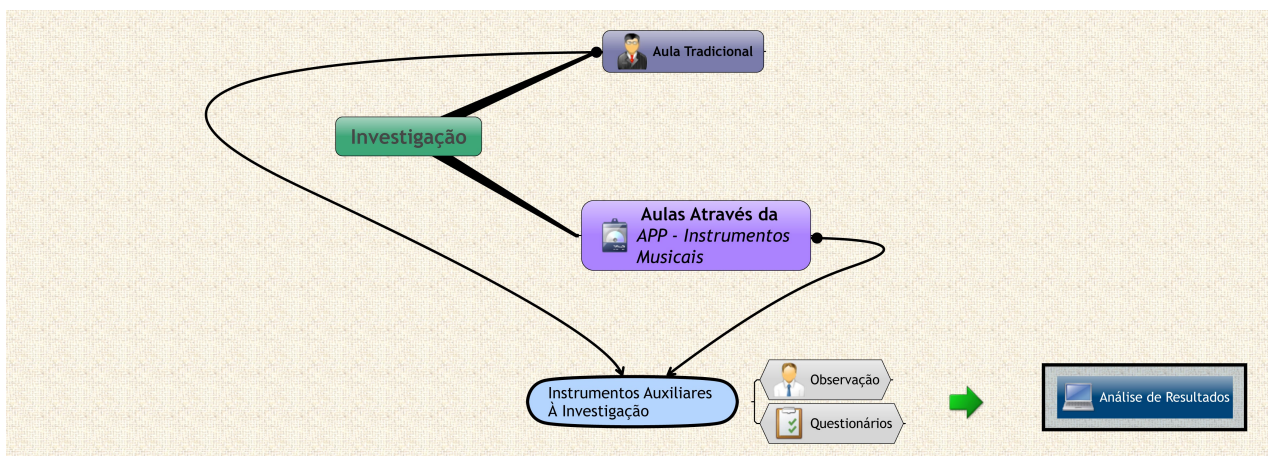 Aula Tradicional
Investigação
Aulas Através da
APP - Instrumentos
Musicais
Instrumentos Auxiliares
À Investigação
Observação
Questionários
Análise de Resultados